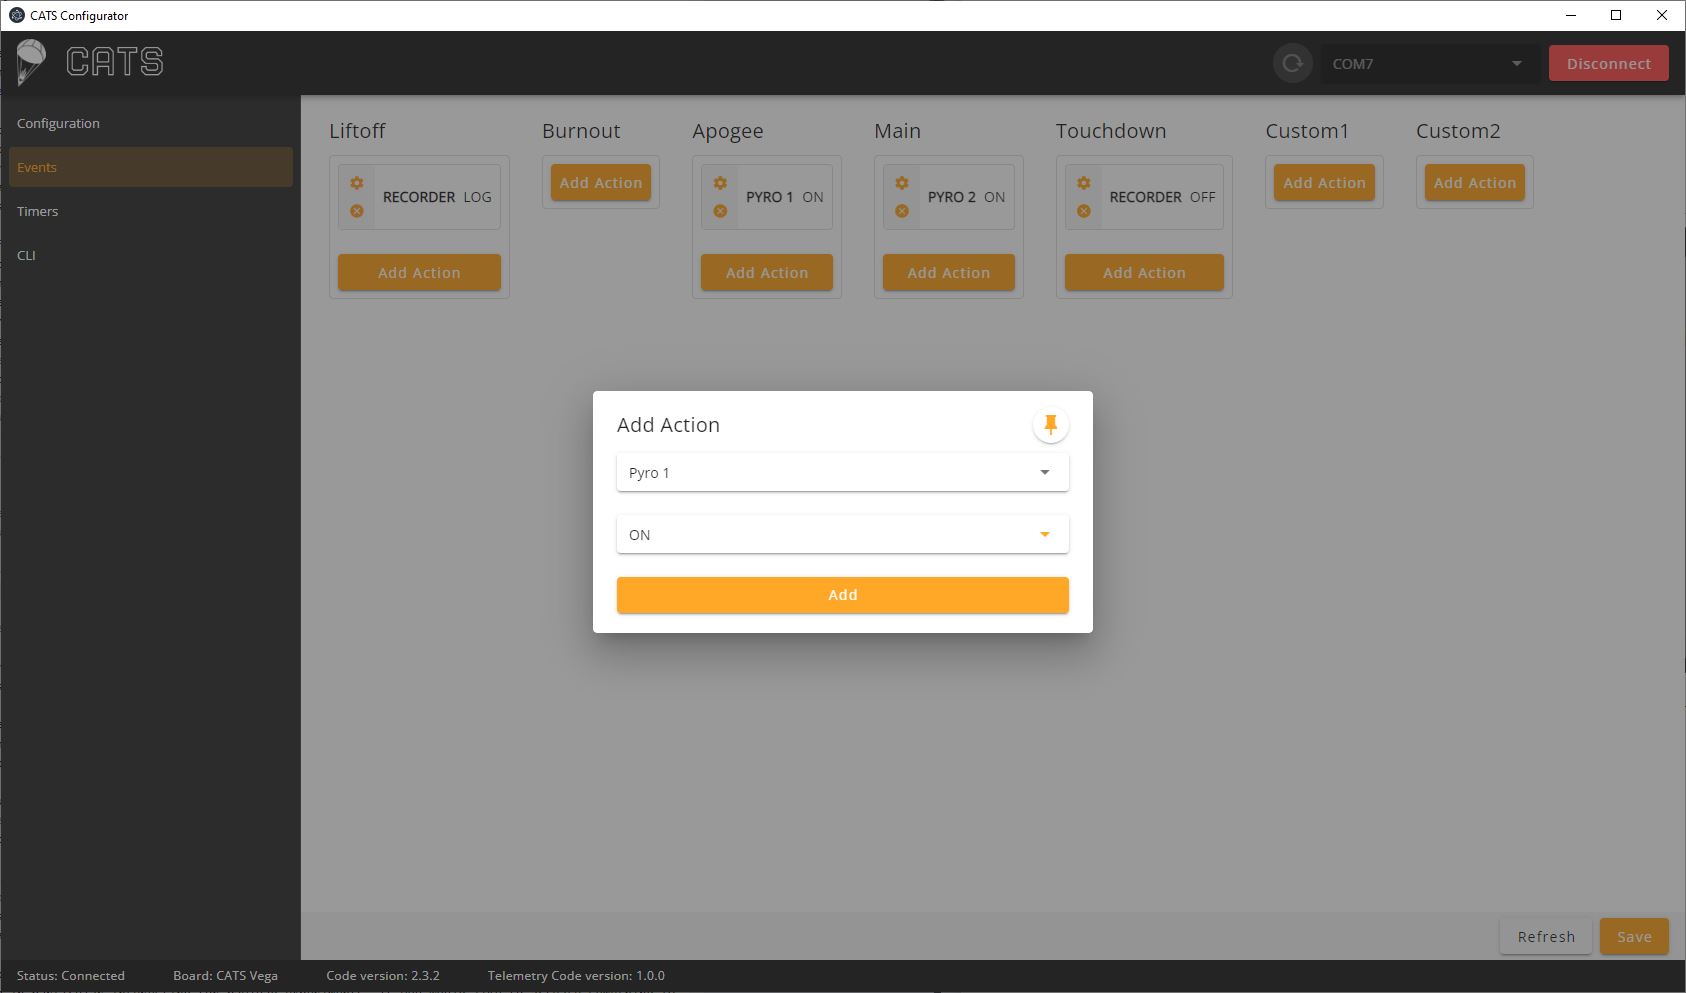 CATS Configurator
CATS
COM7
Disconnect
Configuration
Events
Timers
CLI
Liftoff
Burnout
Apogee
Main
Touchdown
Custom1
Custom2
RECORDER LOG
Add Action
PYRO 1 ON
PYRO 2 ON
RECORDER OFF
Add Action
Add Action
Add Action
Add Action
Add Action
Add Action
Add Action
Pyro 1
ON
Add
Refresh
Save
Status: Connected
Board: CATS Vega
Code version: 2.3.2
Telemetry Code version: 1.0.0